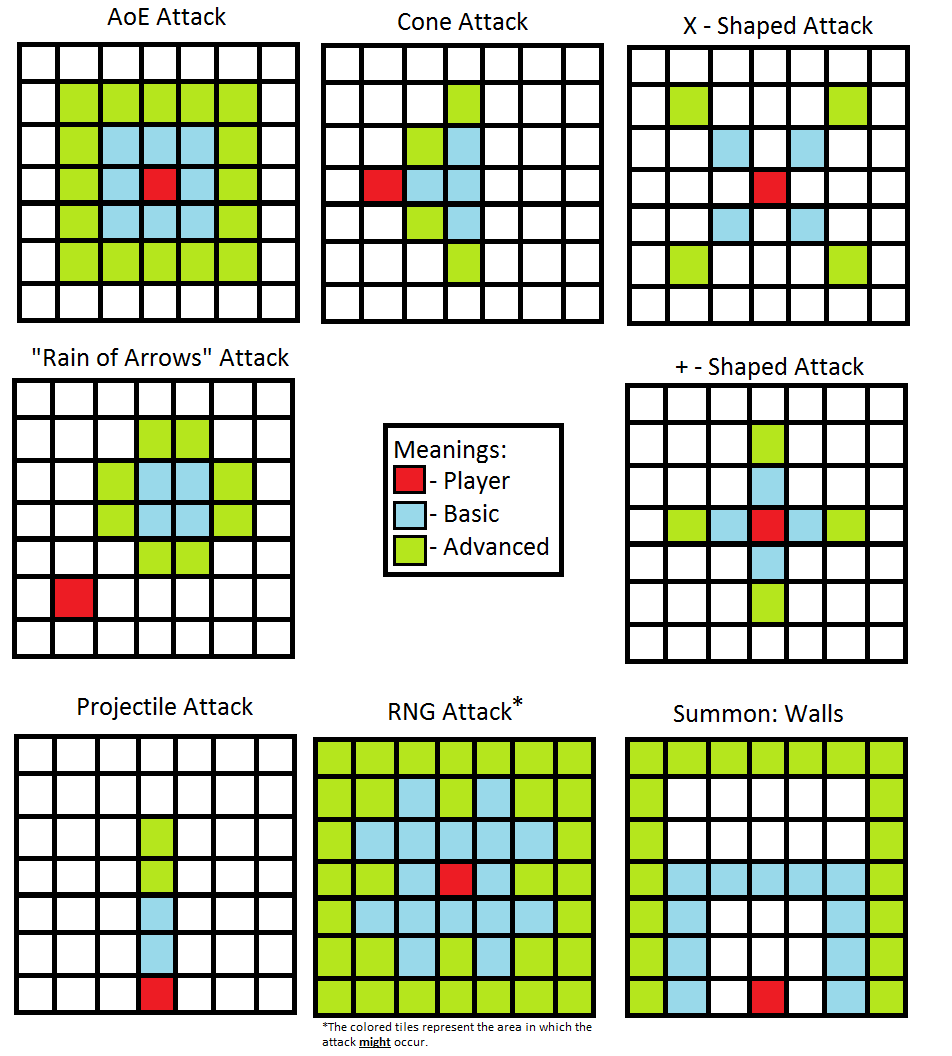 AoE Attack
Cone Attack
X - Shaped Attack
"Rain of Arrows" Attack
+ - Shaped Attack
Meanings:
- Player
- Basic
- Advanced
Projectile Attack
RNG Attack*
Summon: Walls
*The colored tiles represent the area in which the
attack might occur.